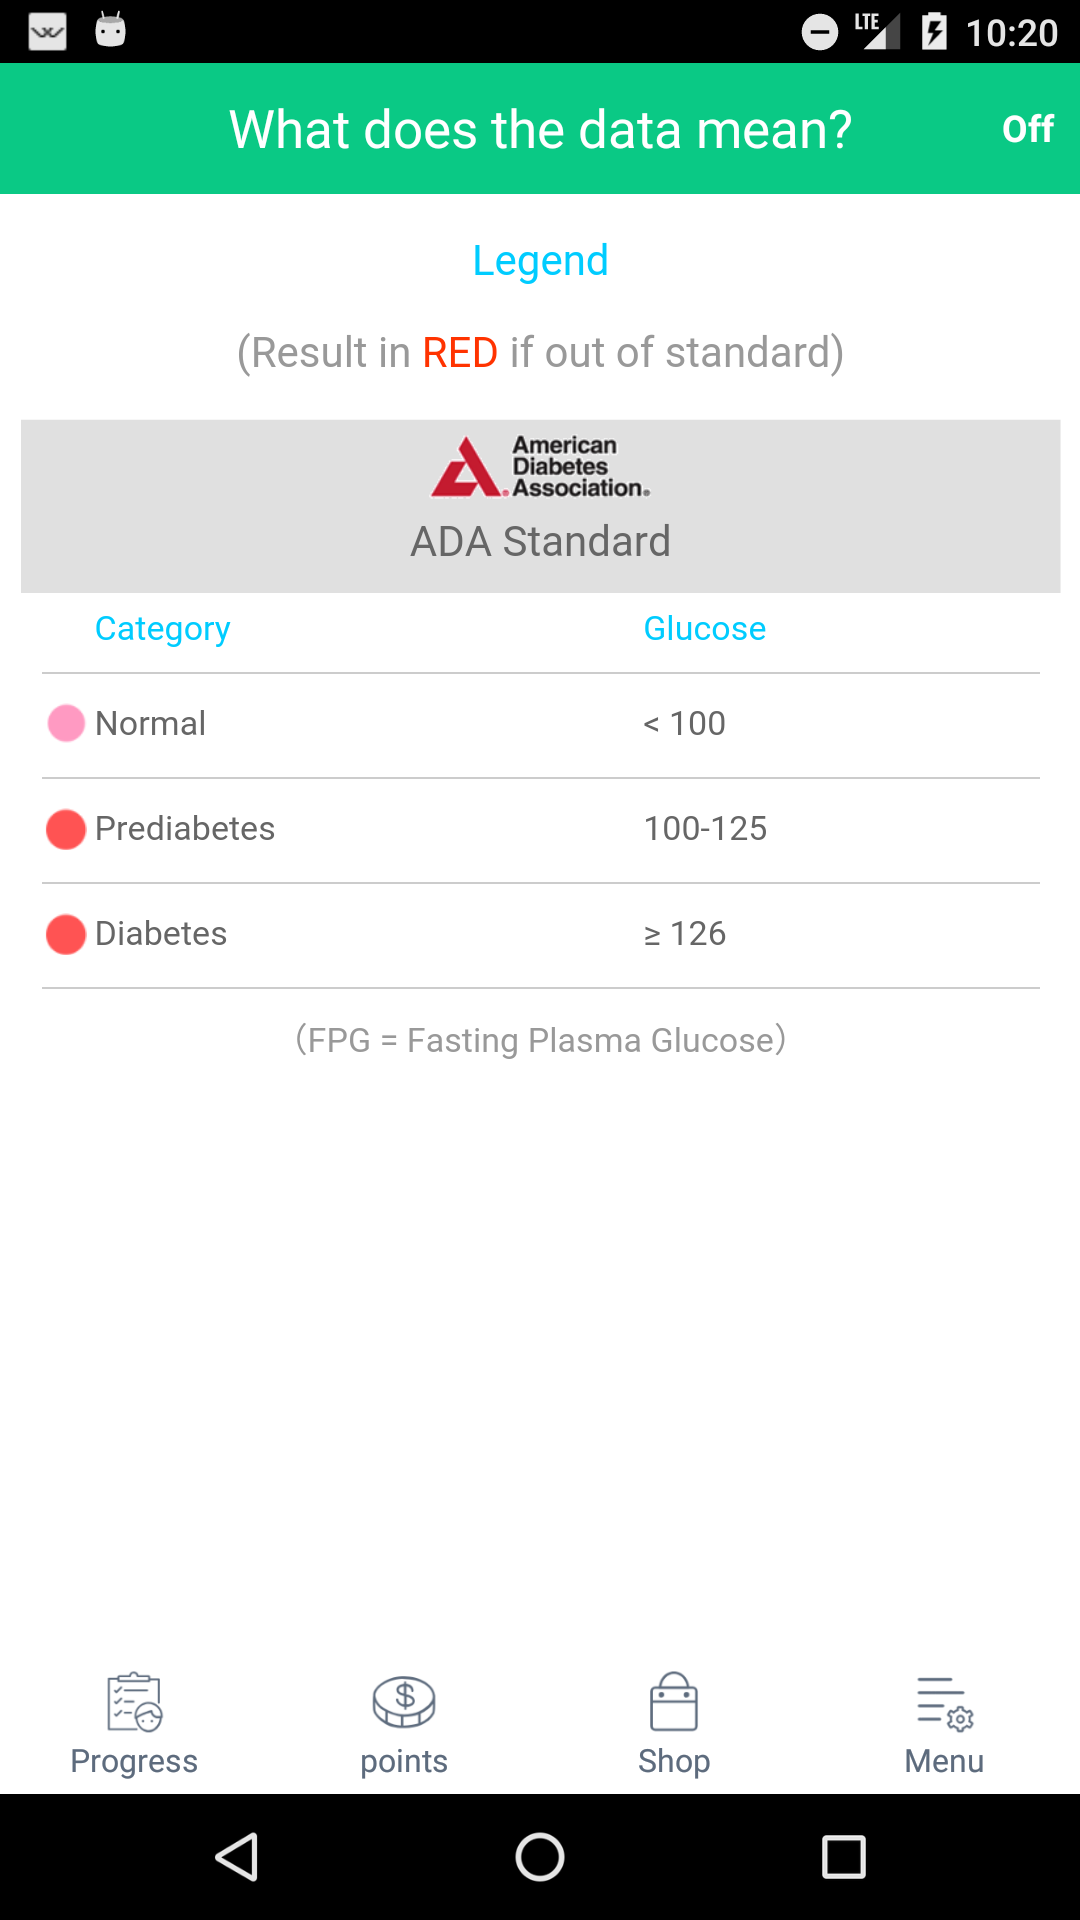 LTE 10:20
What does the data mean? Off
Legend
(Result in RED if out of standard)
American
Diabetes
Association.
ADA Standard
Category Glucose
Normal < 100
Prediabetes 100-125
Diabetes ≥ 126
(FPG = Fasting Plasma Glucose)
Progress points Shop Menu